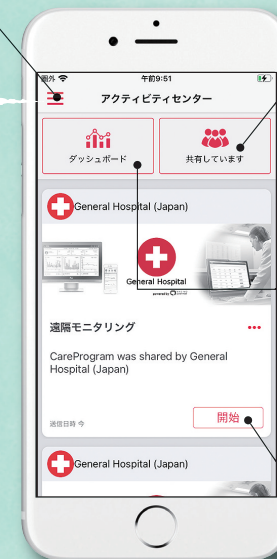 圏外
午前9:51
アクティビティセンター
ダッシュボード
共有しています
General Hospital (Japan)
General Hospital
powered by
遠隔モニタリング
CareProgram was shared by General
Hospital (Japan)
送信日時 今
開始
General Hospital (Japan)